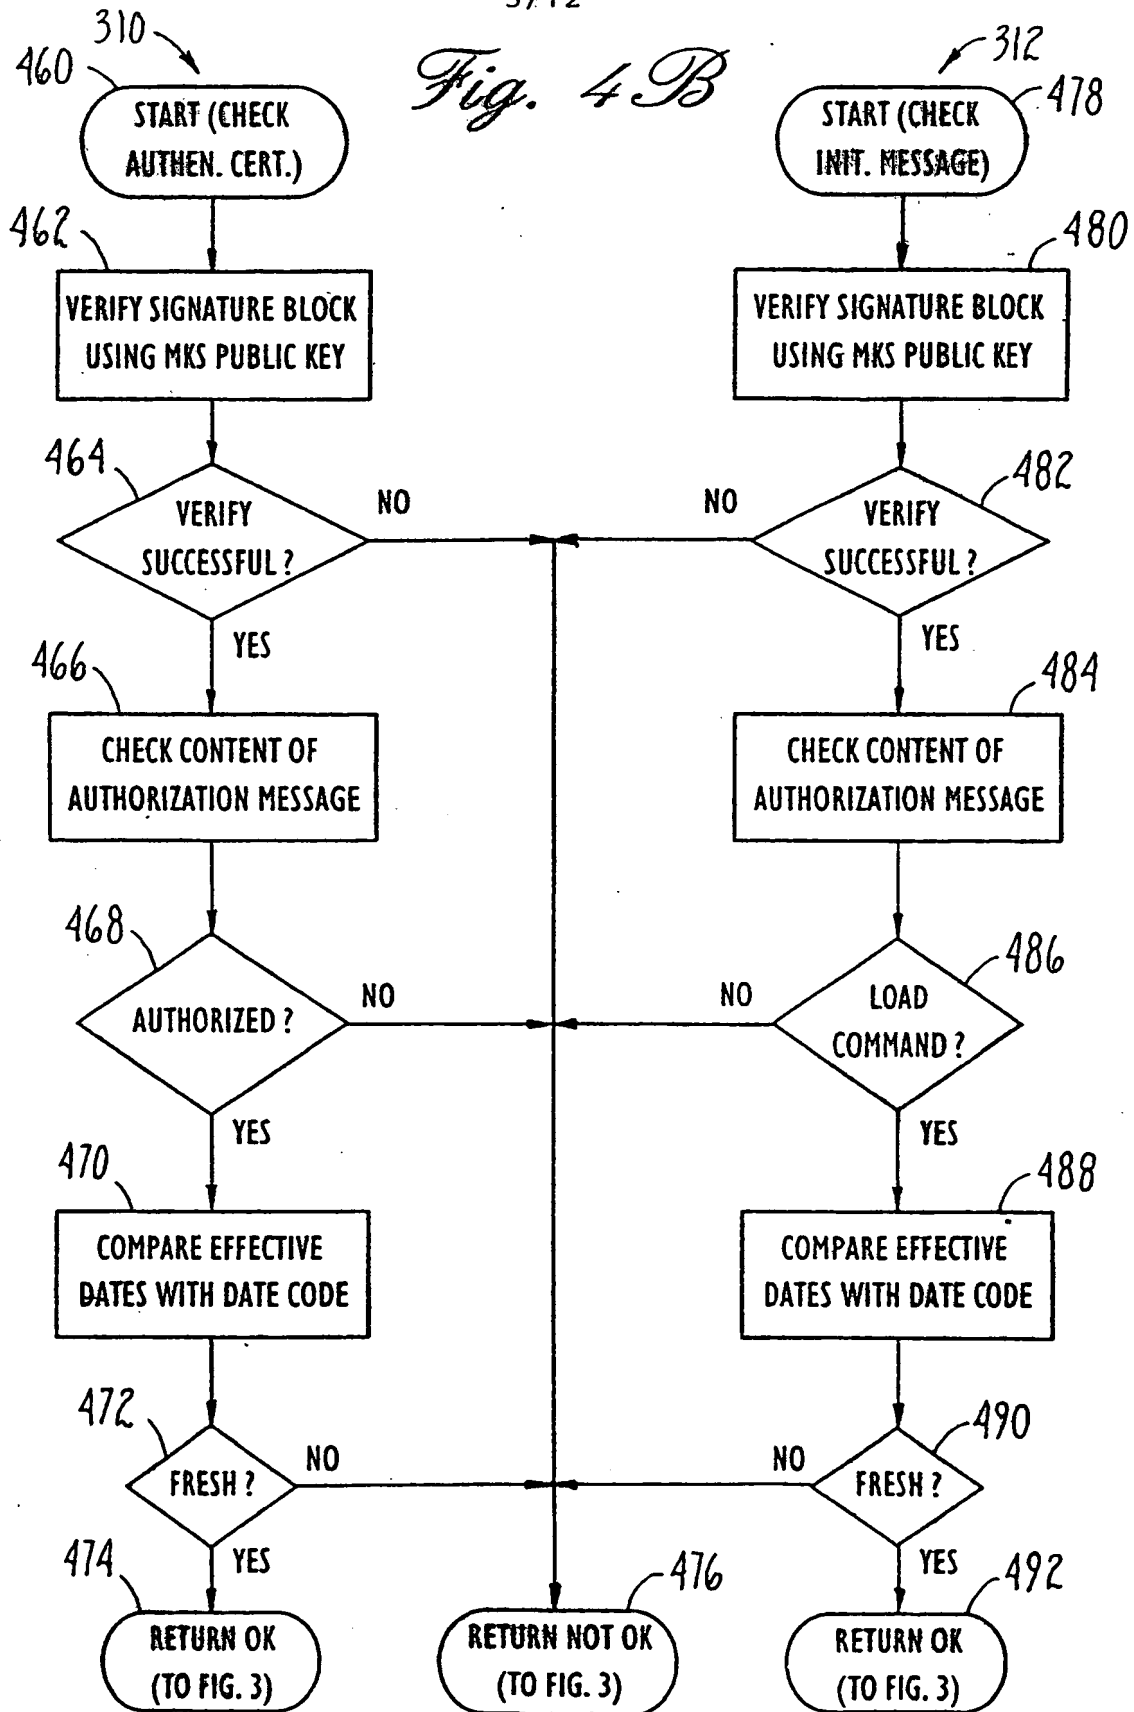 3/12
Fig. 4B
310
460
START (CHECK
AUTHEN. CERT.)
462
VERIFY SIGNATURE BLOCK
USING MKS PUBLIC KEY
464
VERIFY
SUCCESSFUL ?
NO
YES
466
CHECK CONTENT OF
AUTHORIZATION MESSAGE
468
AUTHORIZED ?
NO
YES
470
COMPARE EFFECTIVE
DATES WITH DATE CODE
472
FRESH ?
NO
YES
474
RETURN OK
(TO FIG. 3)
476
RETURN NOT OK
(TO FIG. 3)
312
478
START (CHECK
INIT. MESSAGE)
480
VERIFY SIGNATURE BLOCK
USING MKS PUBLIC KEY
482
VERIFY
SUCCESSFUL ?
NO
YES
484
CHECK CONTENT OF
AUTHORIZATION MESSAGE
486
LOAD
COMMAND ?
NO
YES
488
COMPARE EFFECTIVE
DATES WITH DATE CODE
490
FRESH ?
NO
YES
492
RETURN OK
(TO FIG. 3)